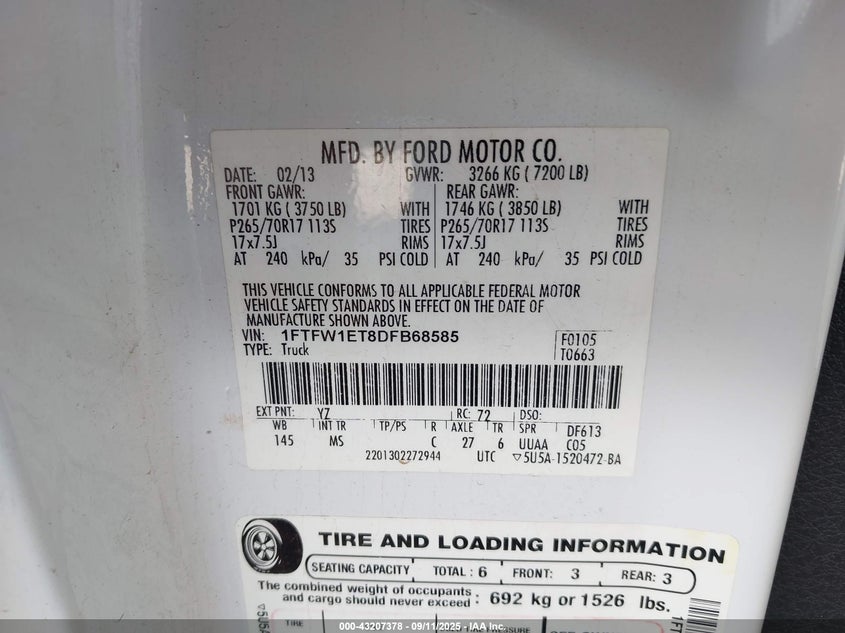 MFD. BY FORD MOTOR CO.
DATE: 02/13 GVWR: 3266 KG ( 7200 LB)
FRONT GAWR: REAR GAWR:
1701 KG ( 3750 LB) WITH 1746 KG ( 3850 LB) WITH
P265/70R17 113S TIRES P265/70R17 113S TIRES
17x7.5J RIMS 17x7.5J RIMS
AT 240 kPa/ 35 PSI COLD AT 240 kPa/ 35 PSI COLD
THIS VEHICLE CONFORMS TO ALL APPLICABLE FEDERAL MOTOR
VEHICLE SAFETY STANDARDS IN EFFECT ON THE DATE OF
MANUFACTURE SHOWN ABOVE.
VIN: 1FTFW1ET8DFB68585 F0105
TYPE: Truck T0663
EXT PNT: YZ RC: 72 DSO:
WB INT TR TP/PS R AXLE TR SPR DF613
145 MS C 27 6 UUAA C05
2201302272944 UTC ▽5U5A-1520472-BA
TIRE AND LOADING INFORMATION
SEATING CAPACITY TOTAL : 6 FRONT: 3 REAR: 3
The combined weight of occupants
and cargo should never exceed : 692 kg or 1526 lbs.
TIRE
000-43207378 - 09/11/2025 - IAAI.COM